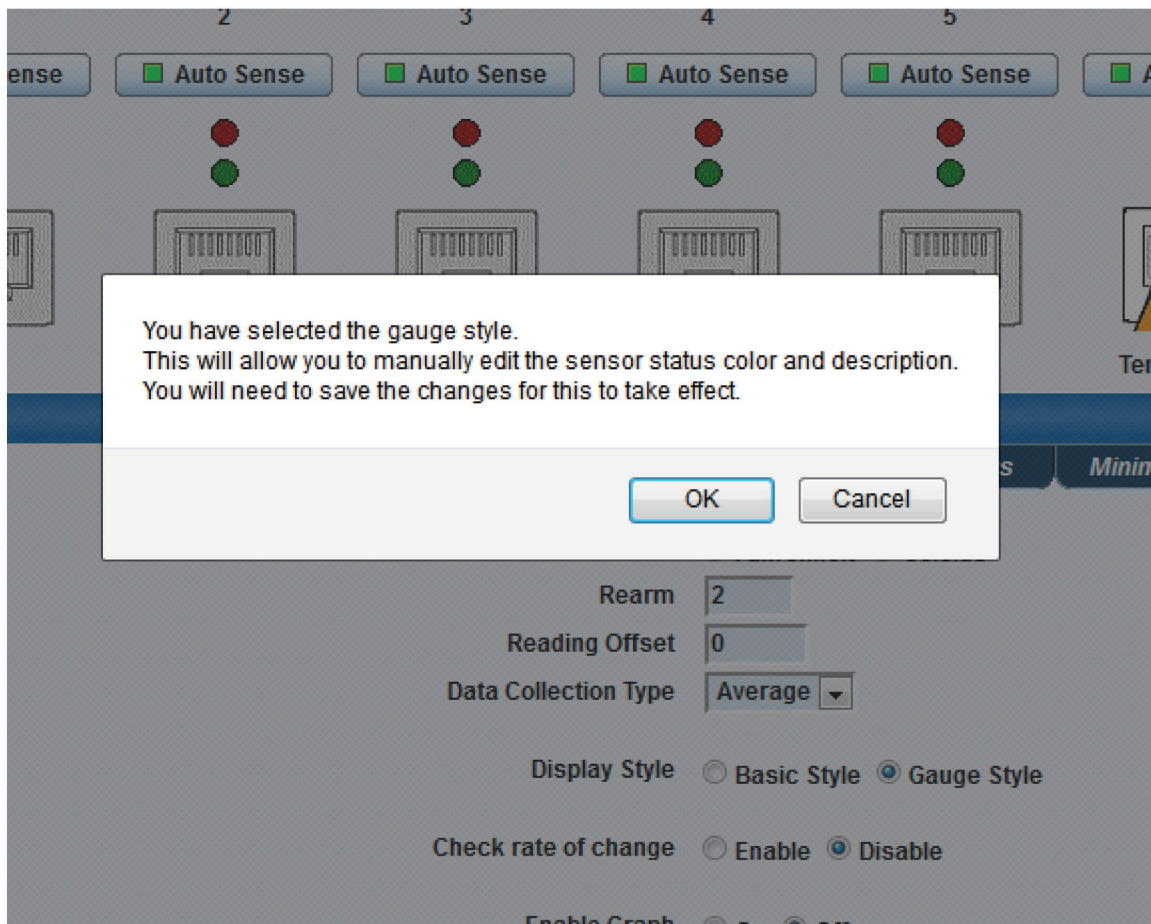 2 3 4 5
ense Auto Sense Auto Sense Auto Sense Auto Sense A
Ter
You have selected the gauge style.
This will allow you to manually edit the sensor status color and description.
You will need to save the changes for this to take effect.
s Minim
OK Cancel
Rearm 2
Reading Offset 0
Data Collection Type Average
Display Style Basic Style Gauge Style
Check rate of change Enable Disable
Enable Graph